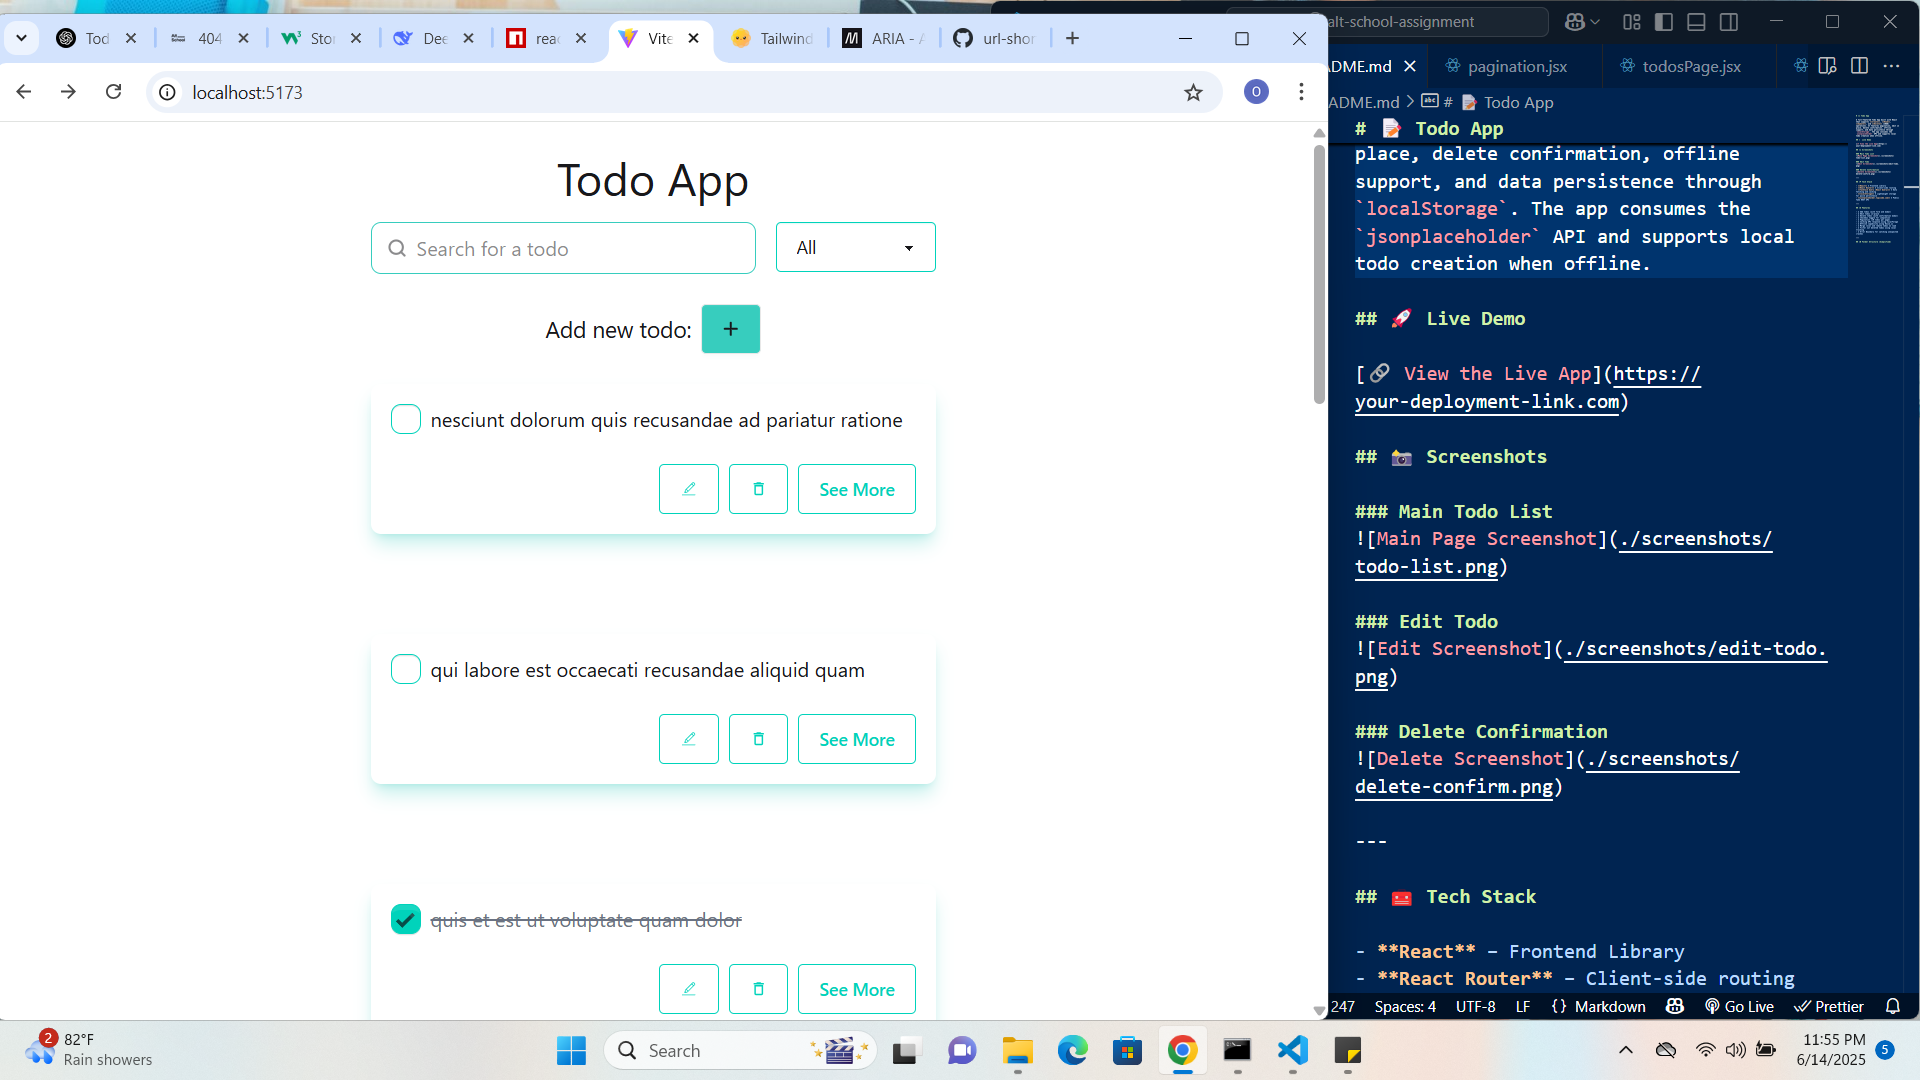 Tod
404
Stor
Dee
reac
Vite
Tailwind
ARIA - A
url-shor
localhost:5173
O
Todo App
Search for a todo
All
Add new todo: +
nesciunt dolorum quis recusandae ad pariatur ratione
See More
qui labore est occaecati recusandae aliquid quam
See More
quis et est ut voluptate quam dolor
See More
alt-school-assignment
DME.md
pagination.jsx
todosPage.jsx
ADME.md > # 📝 Todo App
# 📝 Todo App
place, delete confirmation, offline
support, and data persistence through
`localStorage`. The app consumes the
`jsonplaceholder` API and supports local
todo creation when offline.
## 🚀 Live Demo
[🔗 View the Live App](https://
your-deployment-link.com)
## 📸 Screenshots
### Main Todo List
![Main Page Screenshot](./screenshots/
todo-list.png)
### Edit Todo
![Edit Screenshot](./screenshots/edit-todo.
png)
### Delete Confirmation
![Delete Screenshot](./screenshots/
delete-confirm.png)
---
## 🧰 Tech Stack
- **React** – Frontend Library
- **React Router** – Client-side routing
247 Spaces: 4 UTF-8 LF {} Markdown Go Live Prettier
2
82°F
Rain showers
Search
11:55 PM
6/14/2025
5